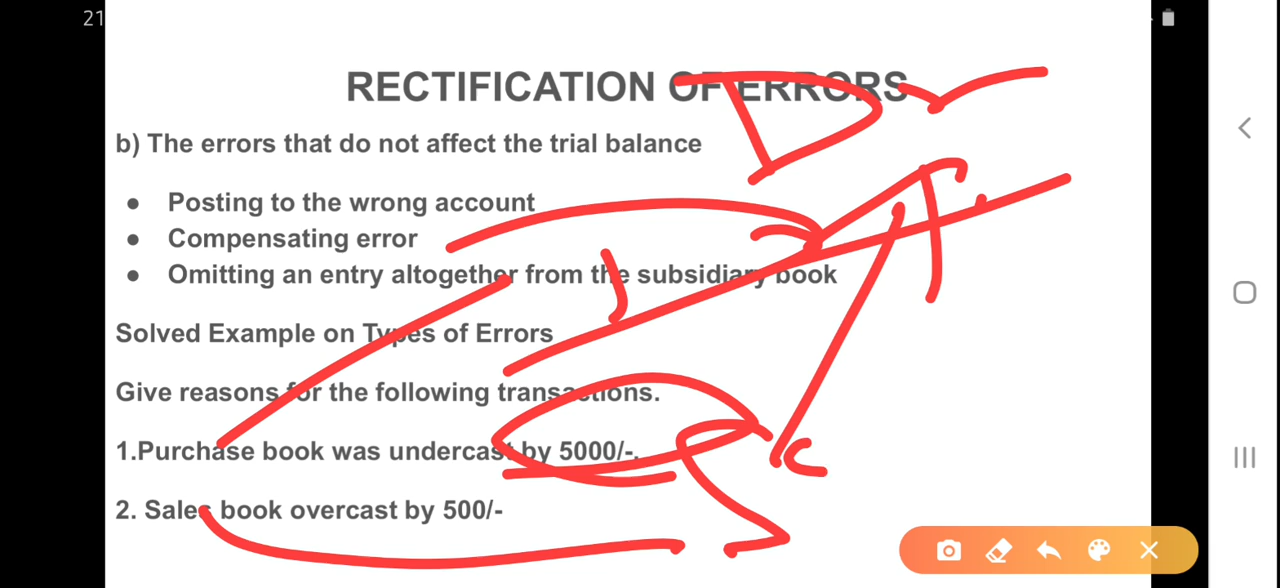 21
RECTIFICATION OF ERRORS
b) The errors that do not affect the trial balance
● Posting to the wrong account
● Compensating error
● Omitting an entry altogether from the subsidiary book
Solved Example on Types of Errors
Give reasons for the following transactions.
1.Purchase book was undercast by 5000/-.
2. Sales book overcast by 500/-